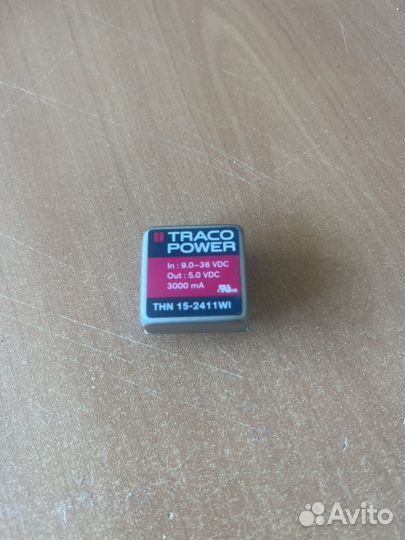 TRACO
POWER
In : 9.0–36 VDC
Out : 5.0 VDC
3000 mA
THN 15-2411WI
Avito